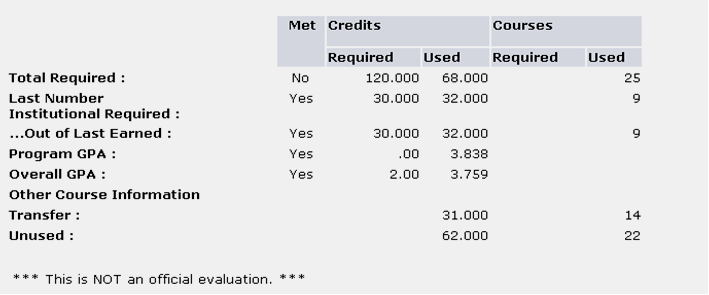 Met Credits Courses
Required Used Required Used
Total Required : No 120.000 68.000 25
Last Number Yes 30.000 32.000 9
Institutional Required :
...Out of Last Earned : Yes 30.000 32.000 9
Program GPA : Yes .00 3.838
Overall GPA : Yes 2.00 3.759
Other Course Information
Transfer : 31.000 14
Unused : 62.000 22
*** This is NOT an official evaluation. ***